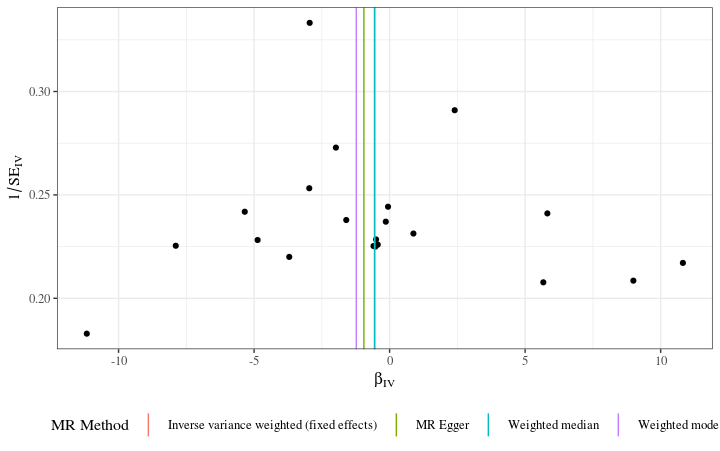 0.30
0.25
0.20
1/SE_IV
-10 -5 0 5 10
β_IV
MR Method Inverse variance weighted (fixed effects) MR Egger Weighted median Weighted mode